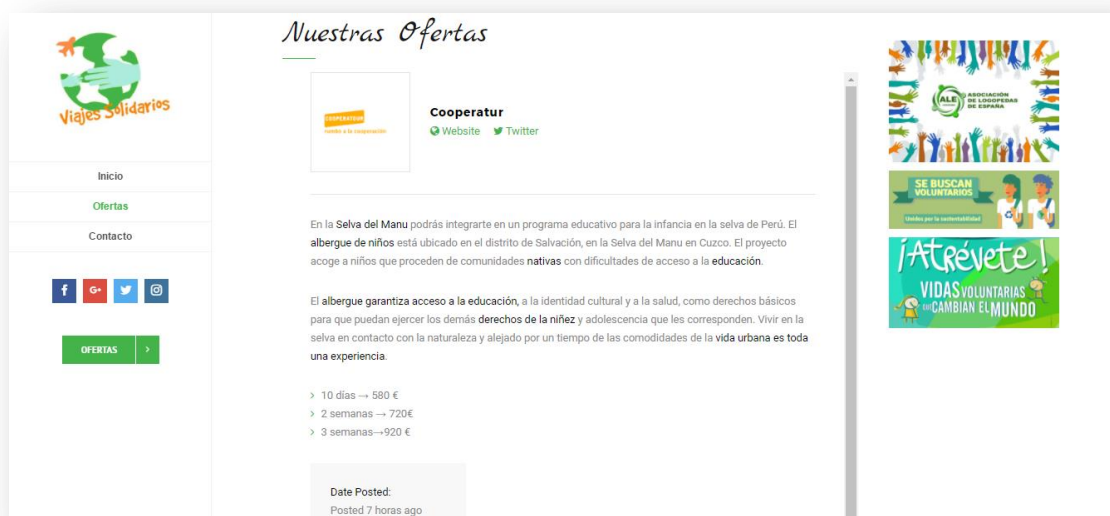 Viajes Solidarios
Inicio
Ofertas
Contacto
OFERTAS
Nuestras Ofertas
COOPERATUR
rumbo a la cooperación
Cooperatur
Website Twitter
En la Selva del Manu podrás integrarte en un programa educativo para la infancia en la selva de Perú. El
albergue de niños está ubicado en el distrito de Salvación, en la Selva del Manu en Cuzco. El proyecto
acoge a niños que proceden de comunidades nativas con dificultades de acceso a la educación.
El albergue garantiza acceso a la educación, a la identidad cultural y a la salud, como derechos básicos
para que puedan ejercer los demás derechos de la niñez y adolescencia que les corresponden. Vivir en la
selva en contacto con la naturaleza y alejado por un tiempo de las comodidades de la vida urbana es toda
una experiencia.
10 días → 580 €
2 semanas → 720€
3 semanas→920 €
Date Posted:
Posted 7 horas ago
ALE
ASOCIACIÓN
DE LOGOPEDAS
DE ESPAÑA
SE BUSCAN
VOLUNTARIOS
Unidos por la sustentabilidad
¡Atrévete!
VIDAS VOLUNTARIAS
QUE CAMBIAN EL MUNDO